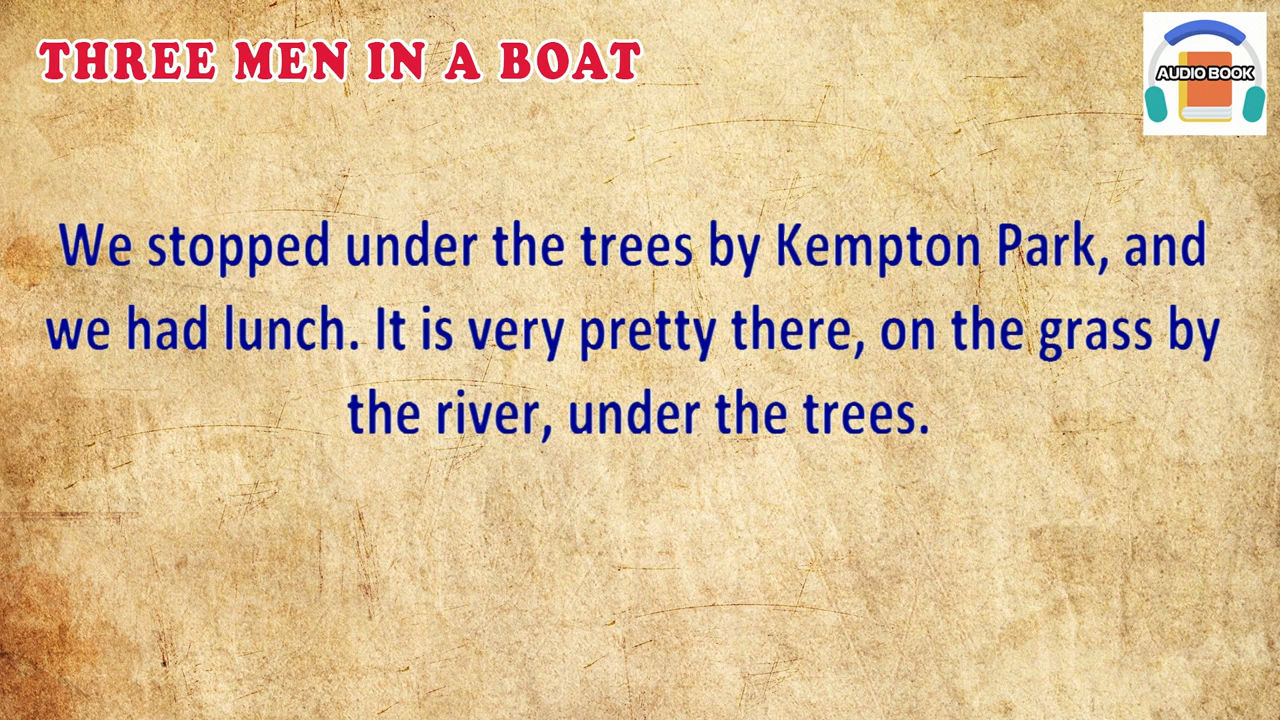 THREE MEN IN A BOAT
AUDIO BOOK
We stopped under the trees by Kempton Park, and
we had lunch. It is very pretty there, on the grass by
the river, under the trees.